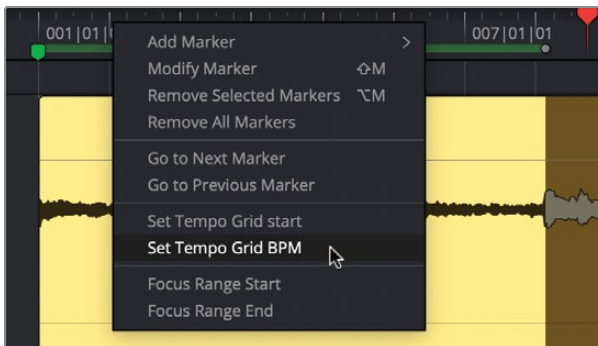 001|01|0
007|01|01
Add Marker >
Modify Marker ⇧M
Remove Selected Markers ⌥M
Remove All Markers
Go to Next Marker
Go to Previous Marker
Set Tempo Grid start
Set Tempo Grid BPM
Focus Range Start
Focus Range End